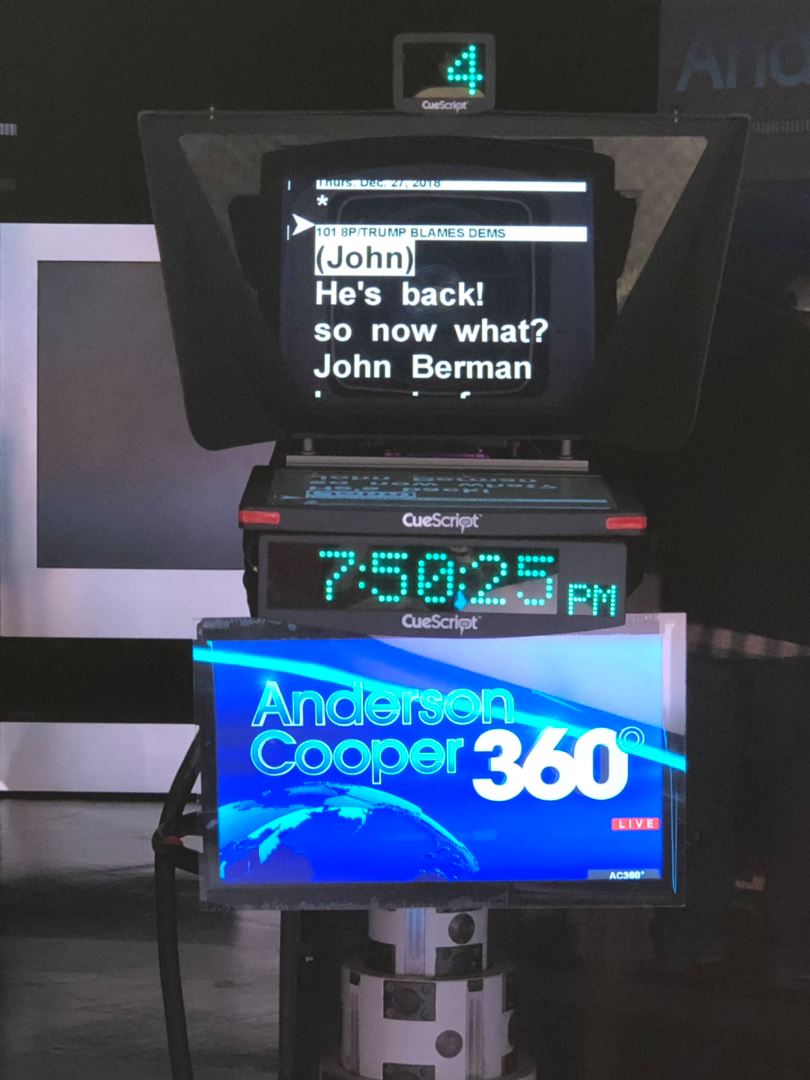 4
CueScript
And
Thurs. Dec. 27, 2018
*
101 8P/TRUMP BLAMES DEMS
(John)
He's back!
so now what?
John Berman
CueScript
7:50:25 PM
CueScript
Anderson
Cooper 360°
LIVE
AC360°